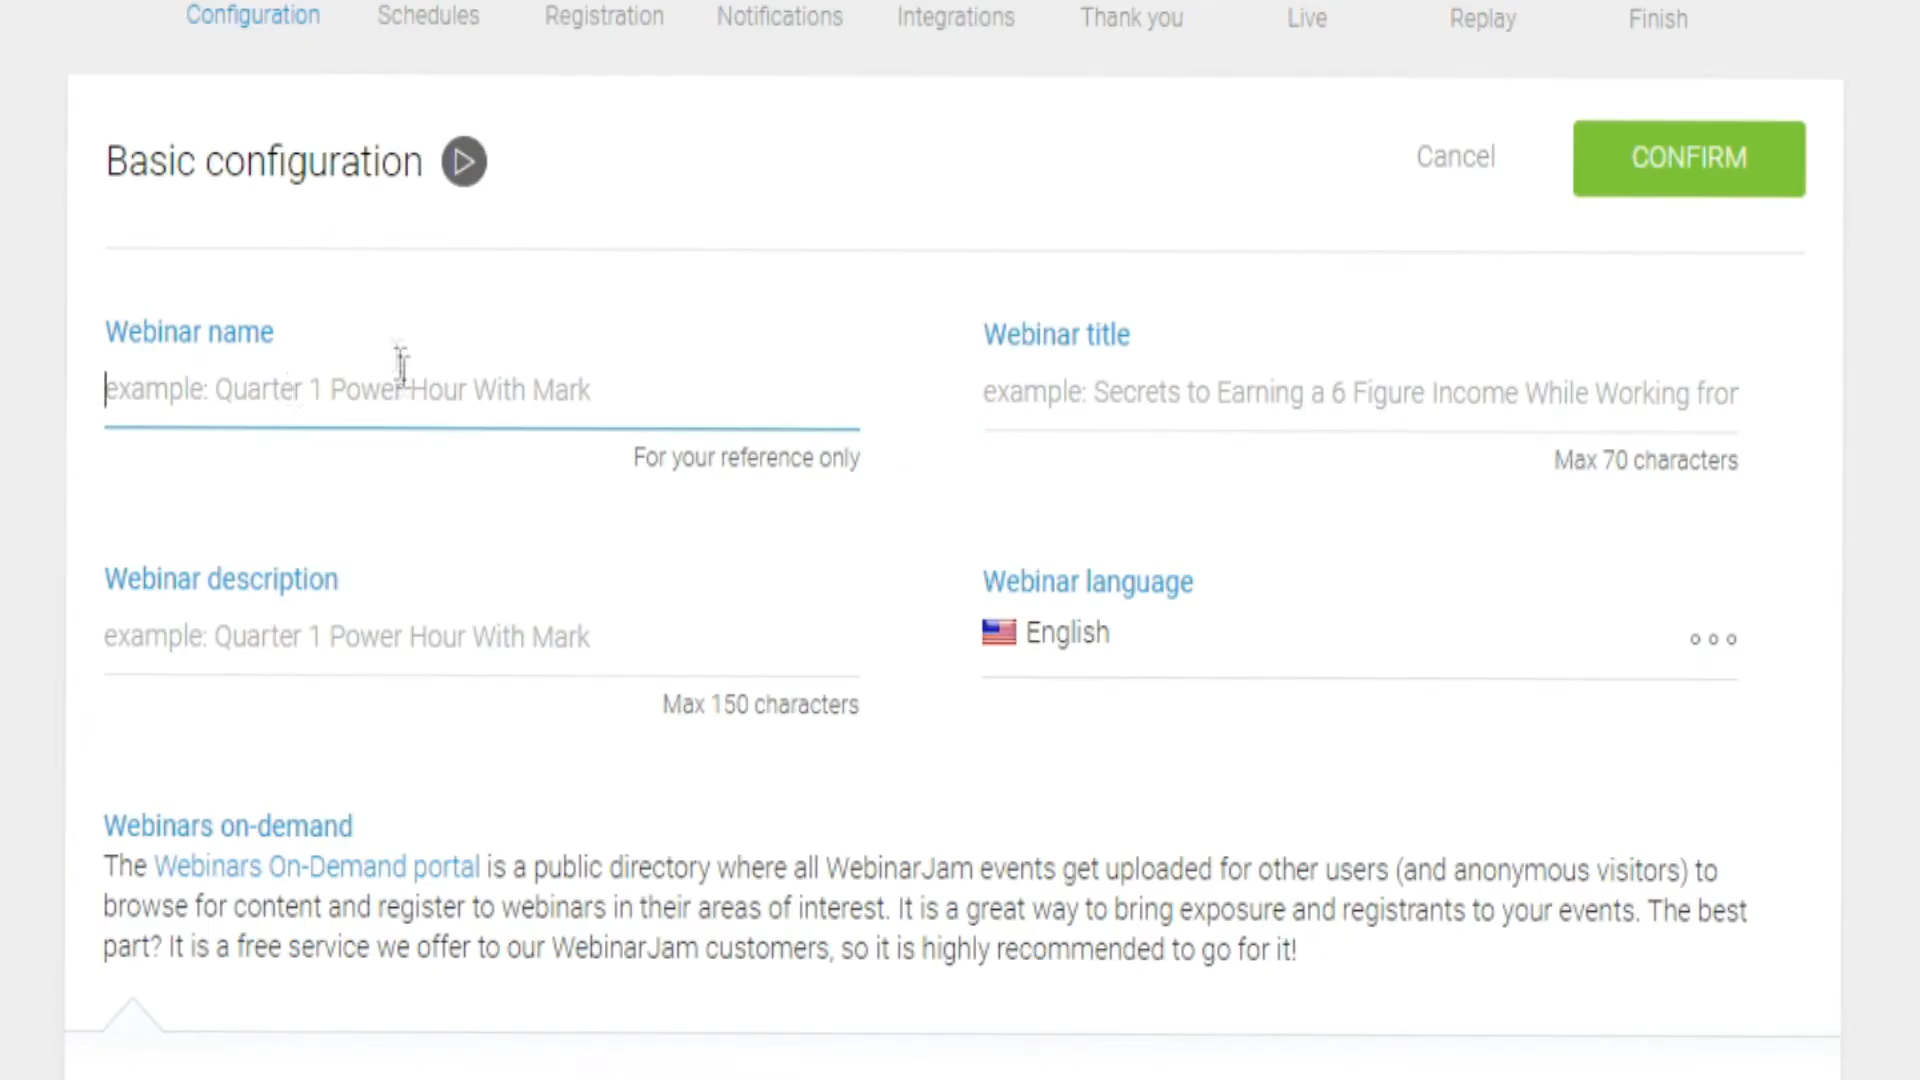 Configuration Schedules Registration Notifications Integrations Thank you Live Replay Finish
Basic configuration
Cancel CONFIRM
Webinar name
example: Quarter 1 Power Hour With Mark
For your reference only
Webinar title
example: Secrets to Earning a 6 Figure Income While Working fror
Max 70 characters
Webinar description
example: Quarter 1 Power Hour With Mark
Max 150 characters
Webinar language
English
Webinars on-demand
The Webinars On-Demand portal is a public directory where all WebinarJam events get uploaded for other users (and anonymous visitors) to
browse for content and register to webinars in their areas of interest. It is a great way to bring exposure and registrants to your events. The best
part? It is a free service we offer to our WebinarJam customers, so it is highly recommended to go for it!